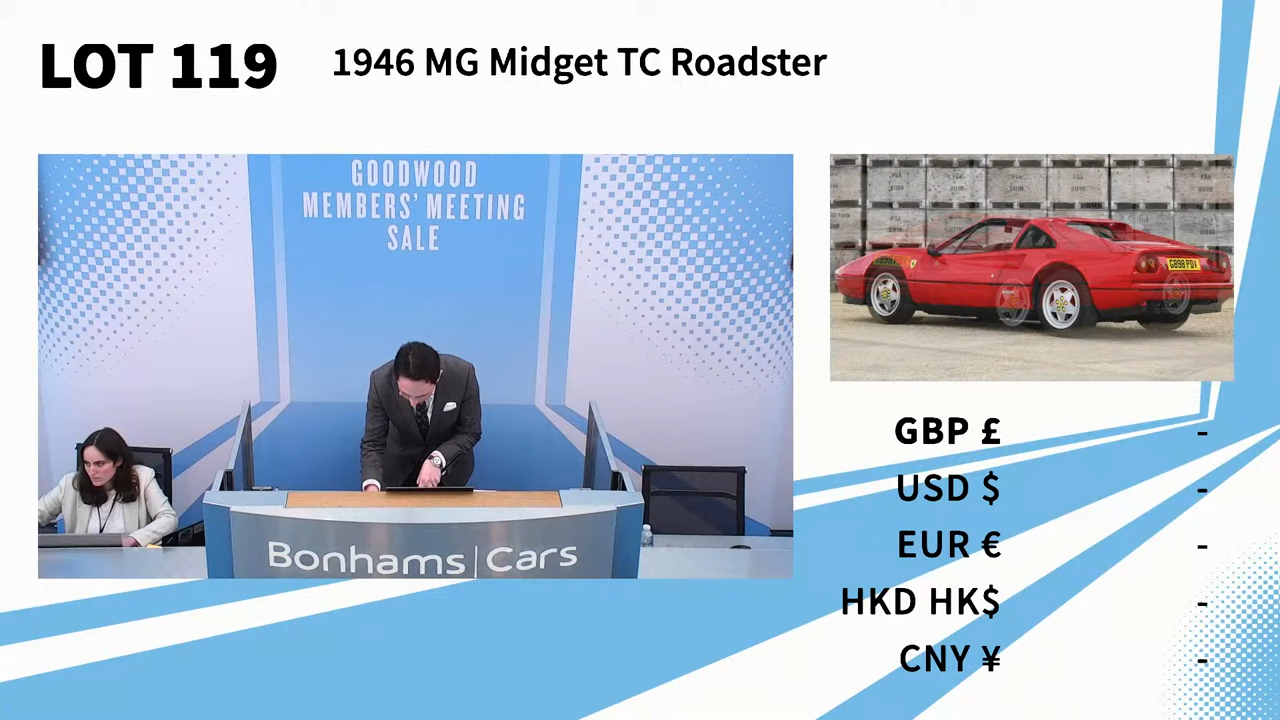 LOT 119
1946 MG Midget TC Roadster
GOODWOOD
MEMBERS' MEETING
SALE
Bonhams|Cars
G898 PDV
GBP £ -
USD $ -
EUR € -
HKD HK$ -
CNY ¥ -